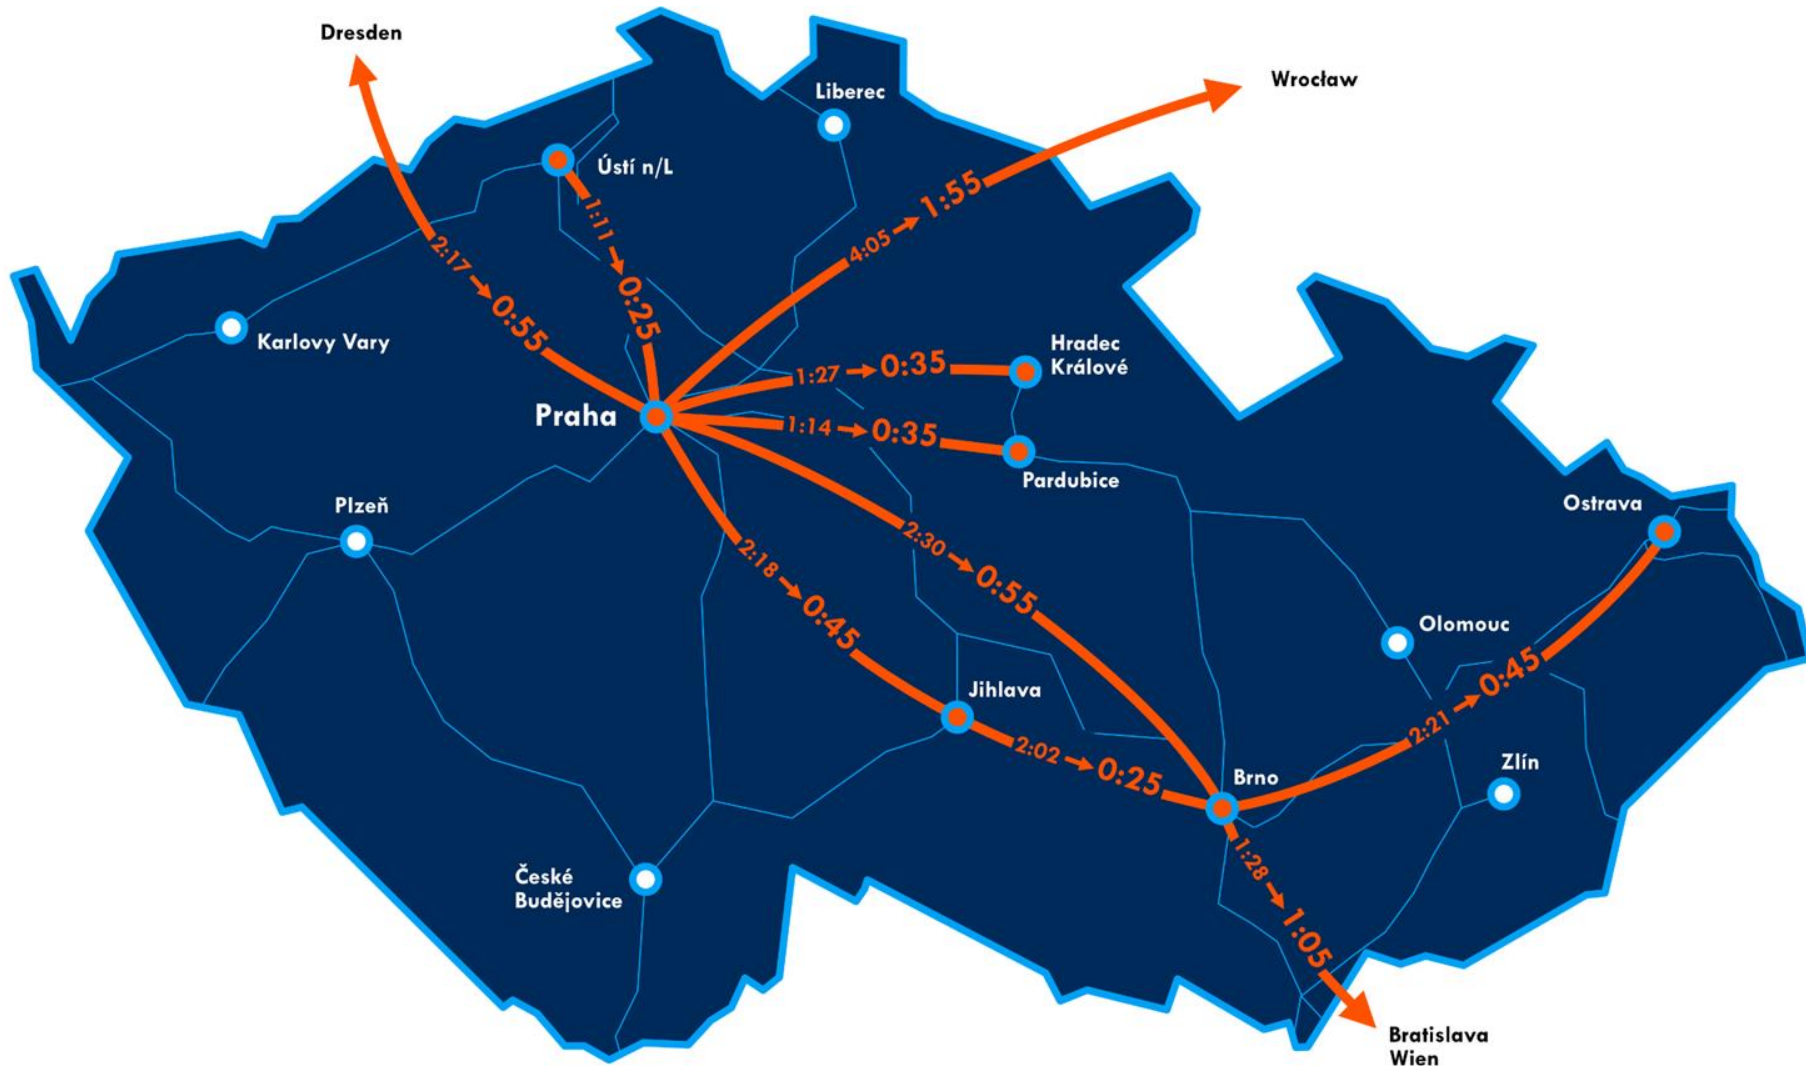 Dresden
Wrocław
Liberec
Ústí n/L
1:11 → 0:25
4:05 → 1:55
2:17 → 0:55
Karlovy Vary
Hradec
Králové
1:27 → 0:35
Praha
1:14 → 0:35
Pardubice
Plzeň
Ostrava
2:30 → 0:55
2:18 → 0:45
Olomouc
2:21 → 0:45
Jihlava
2:02 → 0:25
Brno
Zlín
1:28 → 1:05
České
Budějovice
Bratislava
Wien